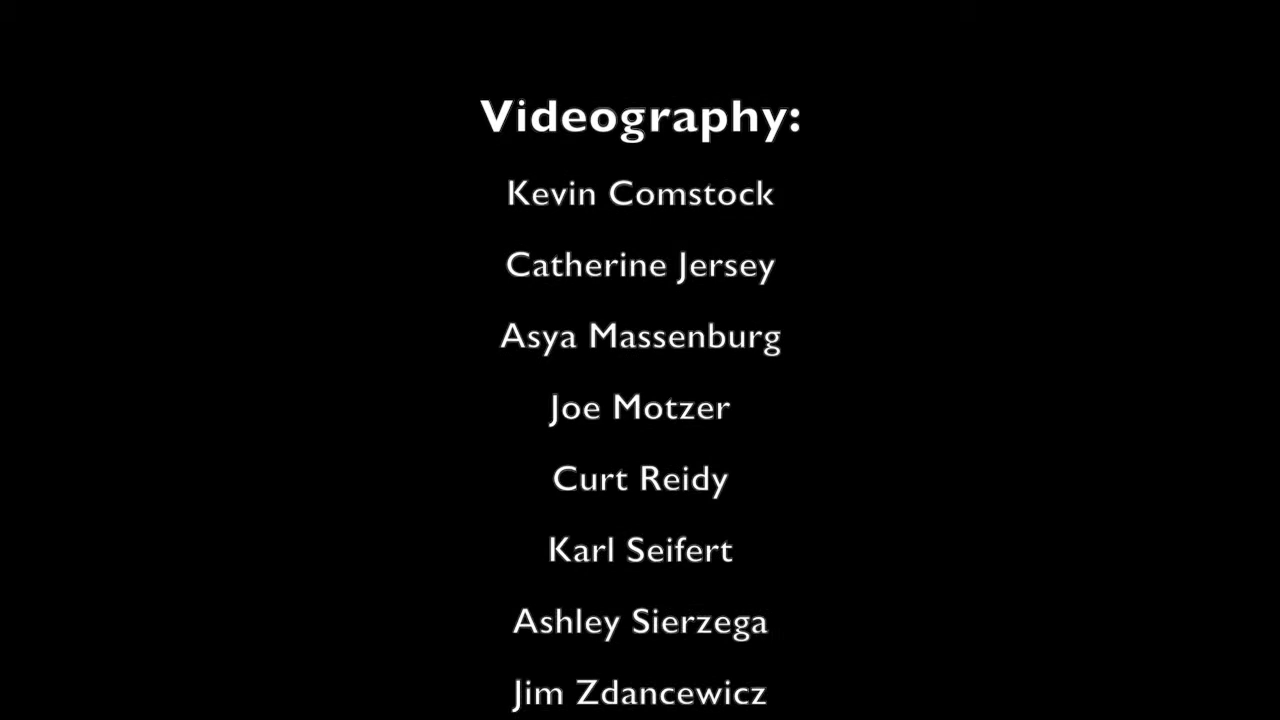 Videography:
Kevin Comstock
Catherine Jersey
Asya Massenburg
Joe Motzer
Curt Reidy
Karl Seifert
Ashley Sierzega
Jim Zdancewicz